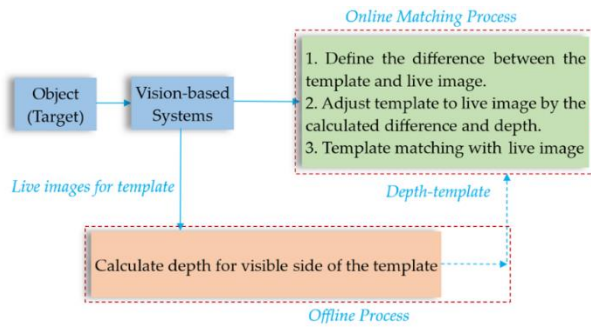 Online Matching Process
1. Define the difference between the
template and live image.
2. Adjust template to live image by the
calculated difference and depth.
3. Template matching with live image
Object
(Target)
Vision-based
Systems
Live images for template
Depth-template
Calculate depth for visible side of the template
Offline Process